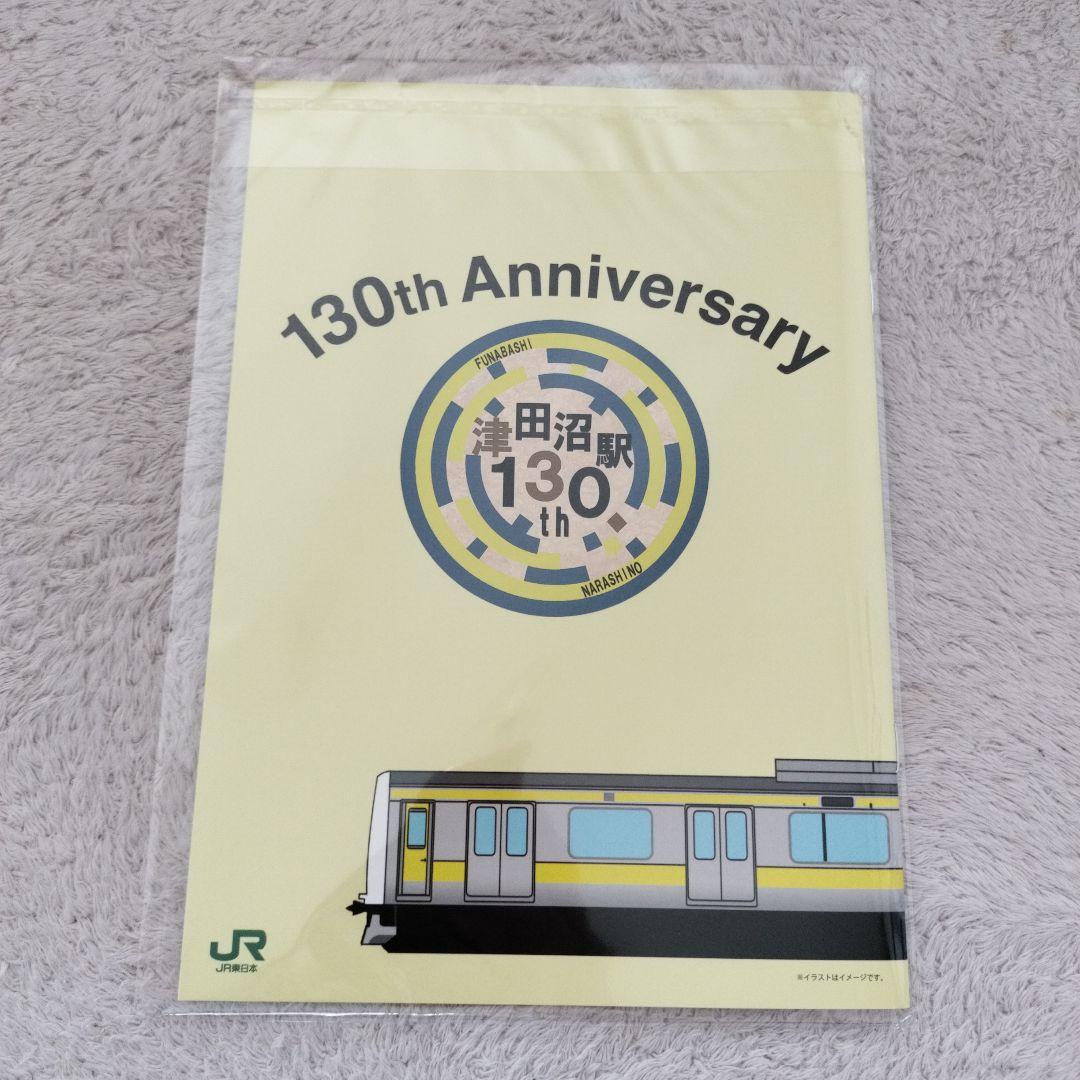 130th Anniversary
FUNABASHI
津田沼駅
130
th
NARASHINO
JR
JR東日本
※イラストはイメージです。